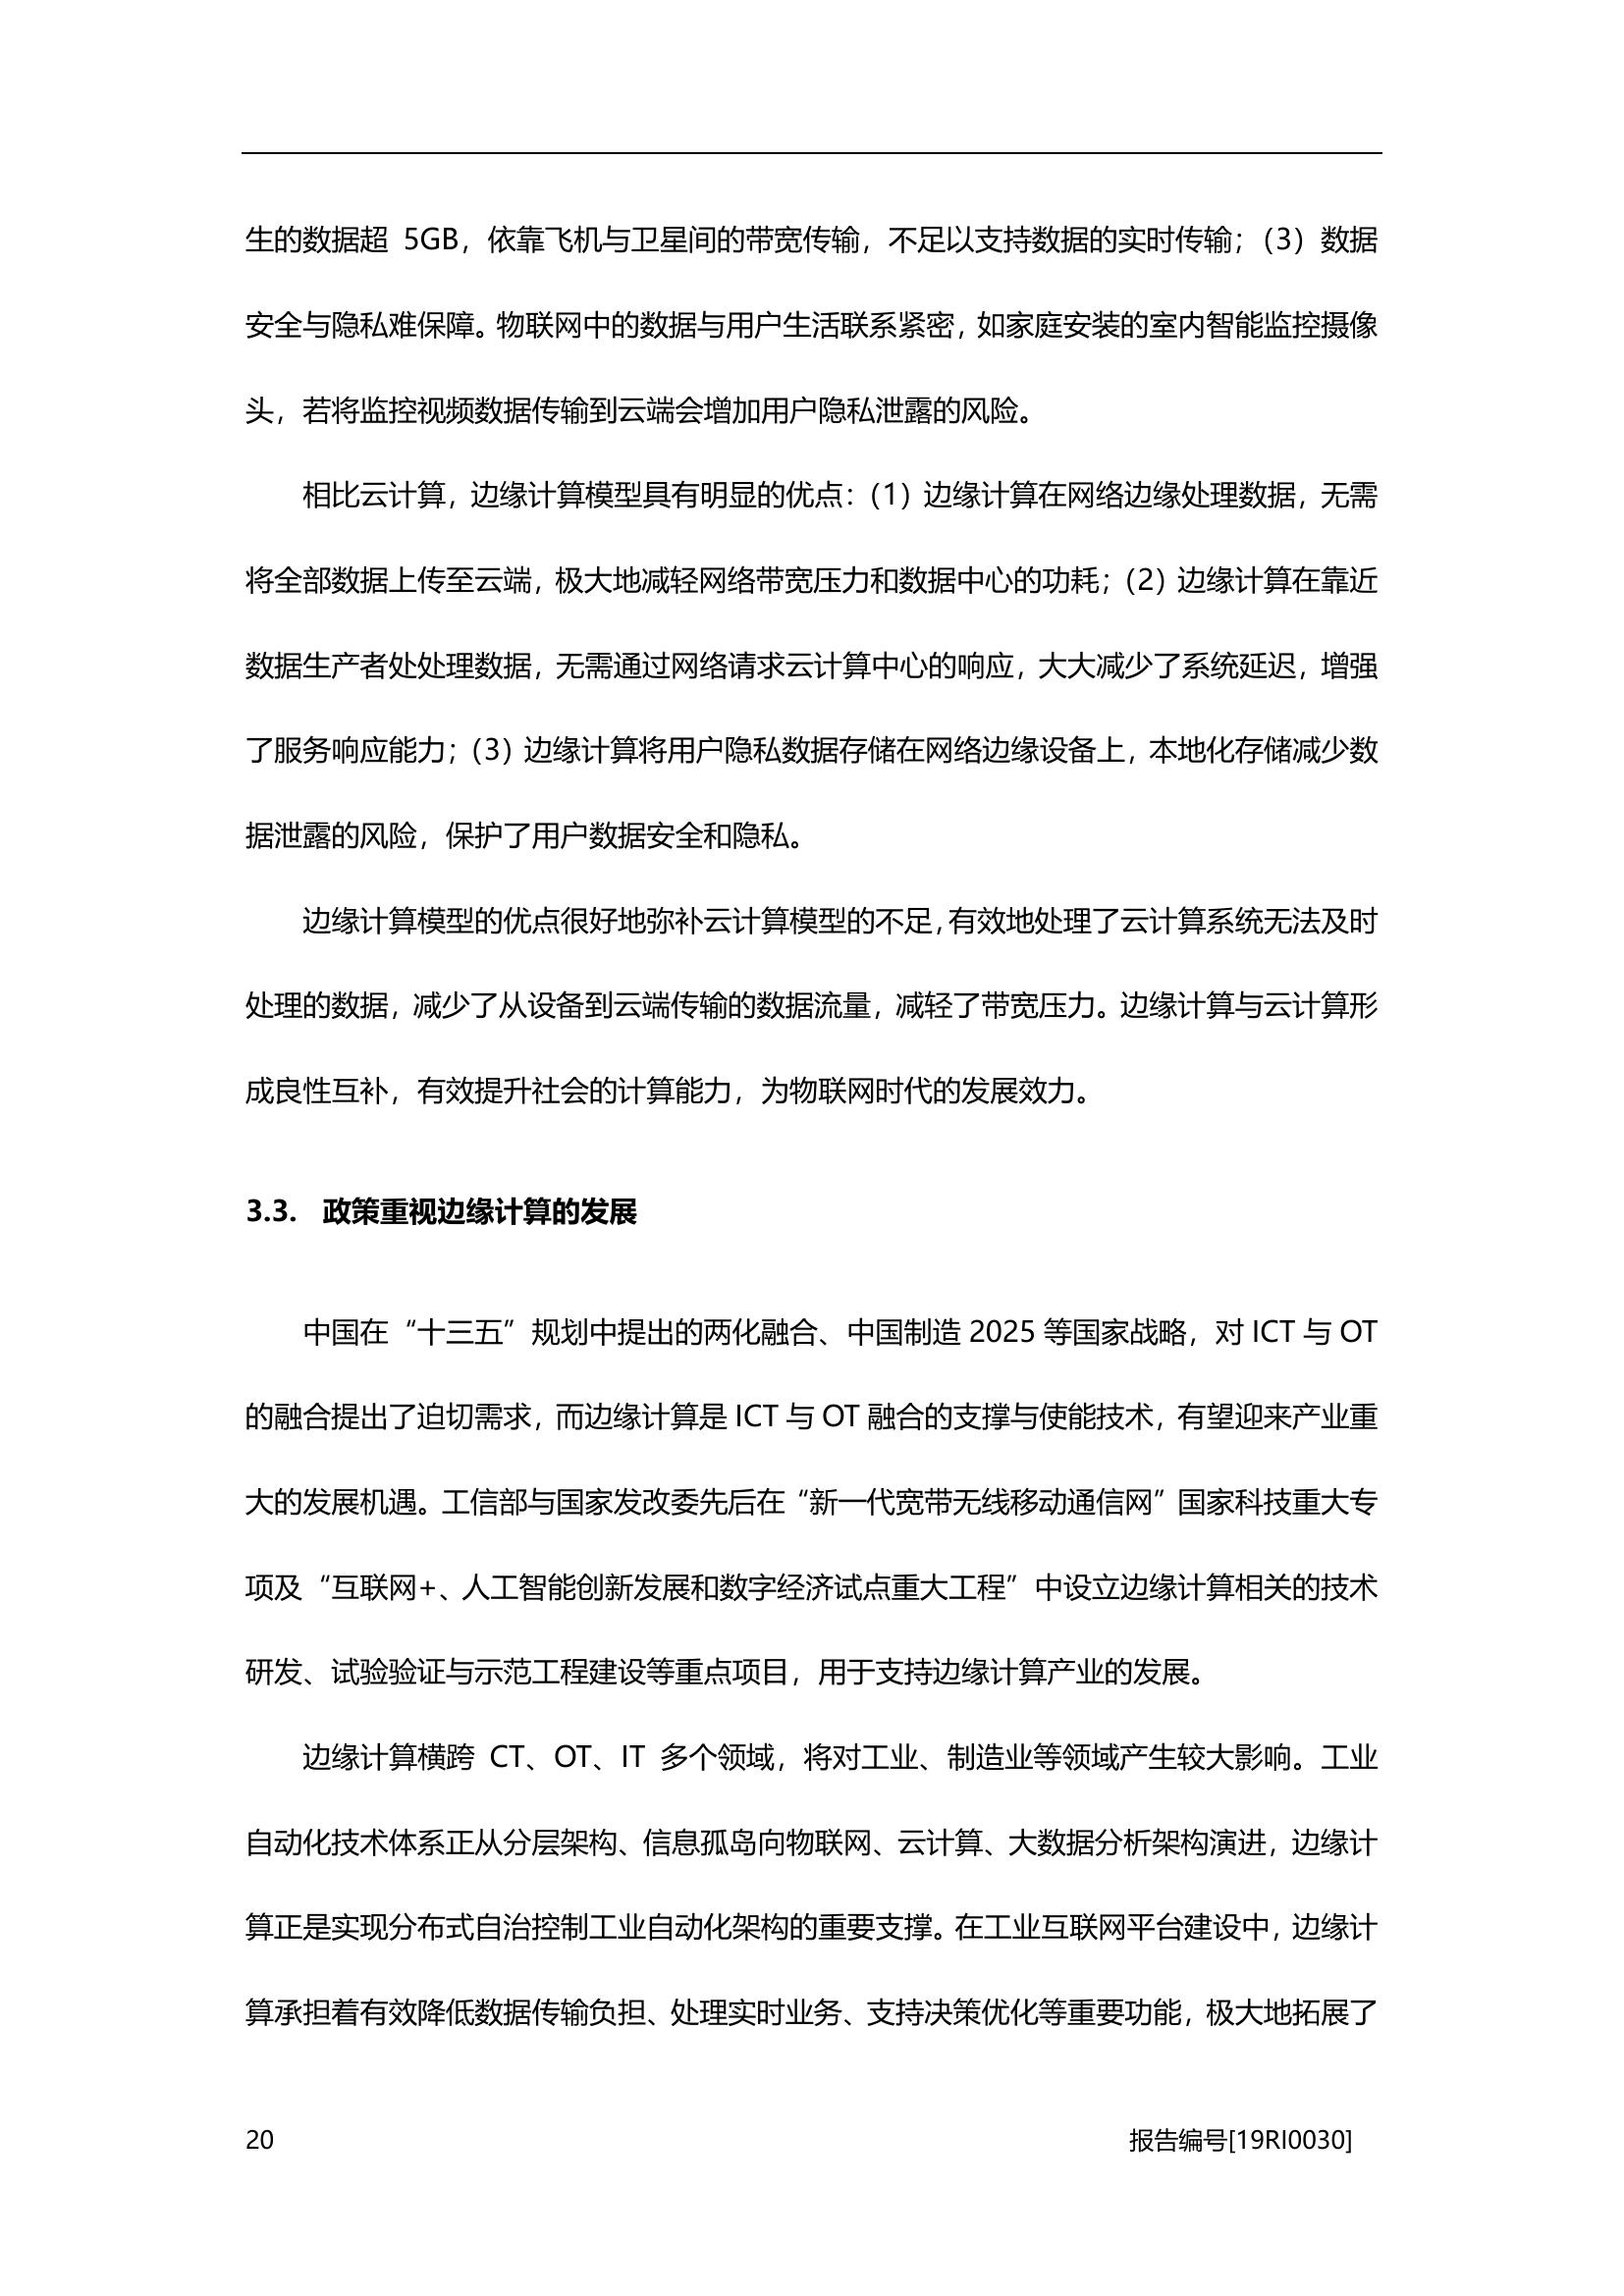 生的数据超 5GB，依靠飞机与卫星间的带宽传输，不足以支持数据的实时传输；（3）数据
安全与隐私难保障。物联网中的数据与用户生活联系紧密，如家庭安装的室内智能监控摄像
头，若将监控视频数据传输到云端会增加用户隐私泄露的风险。
相比云计算，边缘计算模型具有明显的优点：（1）边缘计算在网络边缘处理数据，无需
将全部数据上传至云端，极大地减轻网络带宽压力和数据中心的功耗；（2）边缘计算在靠近
数据生产者处处理数据，无需通过网络请求云计算中心的响应，大大减少了系统延迟，增强
了服务响应能力；（3）边缘计算将用户隐私数据存储在网络边缘设备上，本地化存储减少数
据泄露的风险，保护了用户数据安全和隐私。
边缘计算模型的优点很好地弥补云计算模型的不足，有效地处理了云计算系统无法及时
处理的数据，减少了从设备到云端传输的数据流量，减轻了带宽压力。边缘计算与云计算形
成良性互补，有效提升社会的计算能力，为物联网时代的发展效力。
3.3. 政策重视边缘计算的发展
中国在“十三五”规划中提出的两化融合、中国制造 2025 等国家战略，对 ICT 与 OT
的融合提出了迫切需求，而边缘计算是 ICT 与 OT 融合的支撑与使能技术，有望迎来产业重
大的发展机遇。工信部与国家发改委先后在“新一代宽带无线移动通信网”国家科技重大专
项及“互联网+、人工智能创新发展和数字经济试点重大工程”中设立边缘计算相关的技术
研发、试验验证与示范工程建设等重点项目，用于支持边缘计算产业的发展。
边缘计算横跨 CT、OT、IT 多个领域，将对工业、制造业等领域产生较大影响。工业
自动化技术体系正从分层架构、信息孤岛向物联网、云计算、大数据分析架构演进，边缘计
算正是实现分布式自治控制工业自动化架构的重要支撑。在工业互联网平台建设中，边缘计
算承担着有效降低数据传输负担、处理实时业务、支持决策优化等重要功能，极大地拓展了
20 报告编号[19RI0030]